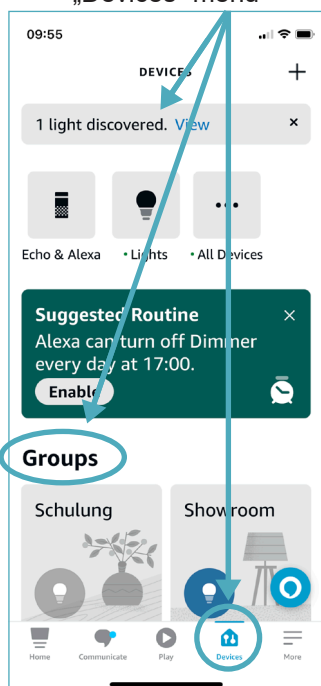 „Devices“ menu
09:55
DEVICES
1 light discovered. View ×
Echo & Alexa • Lights • All Devices
Suggested Routine ×
Alexa can turn off Dimmer
every day at 17:00.
Enable
Groups
Schulung Showroom
Home Communicate Play Devices More